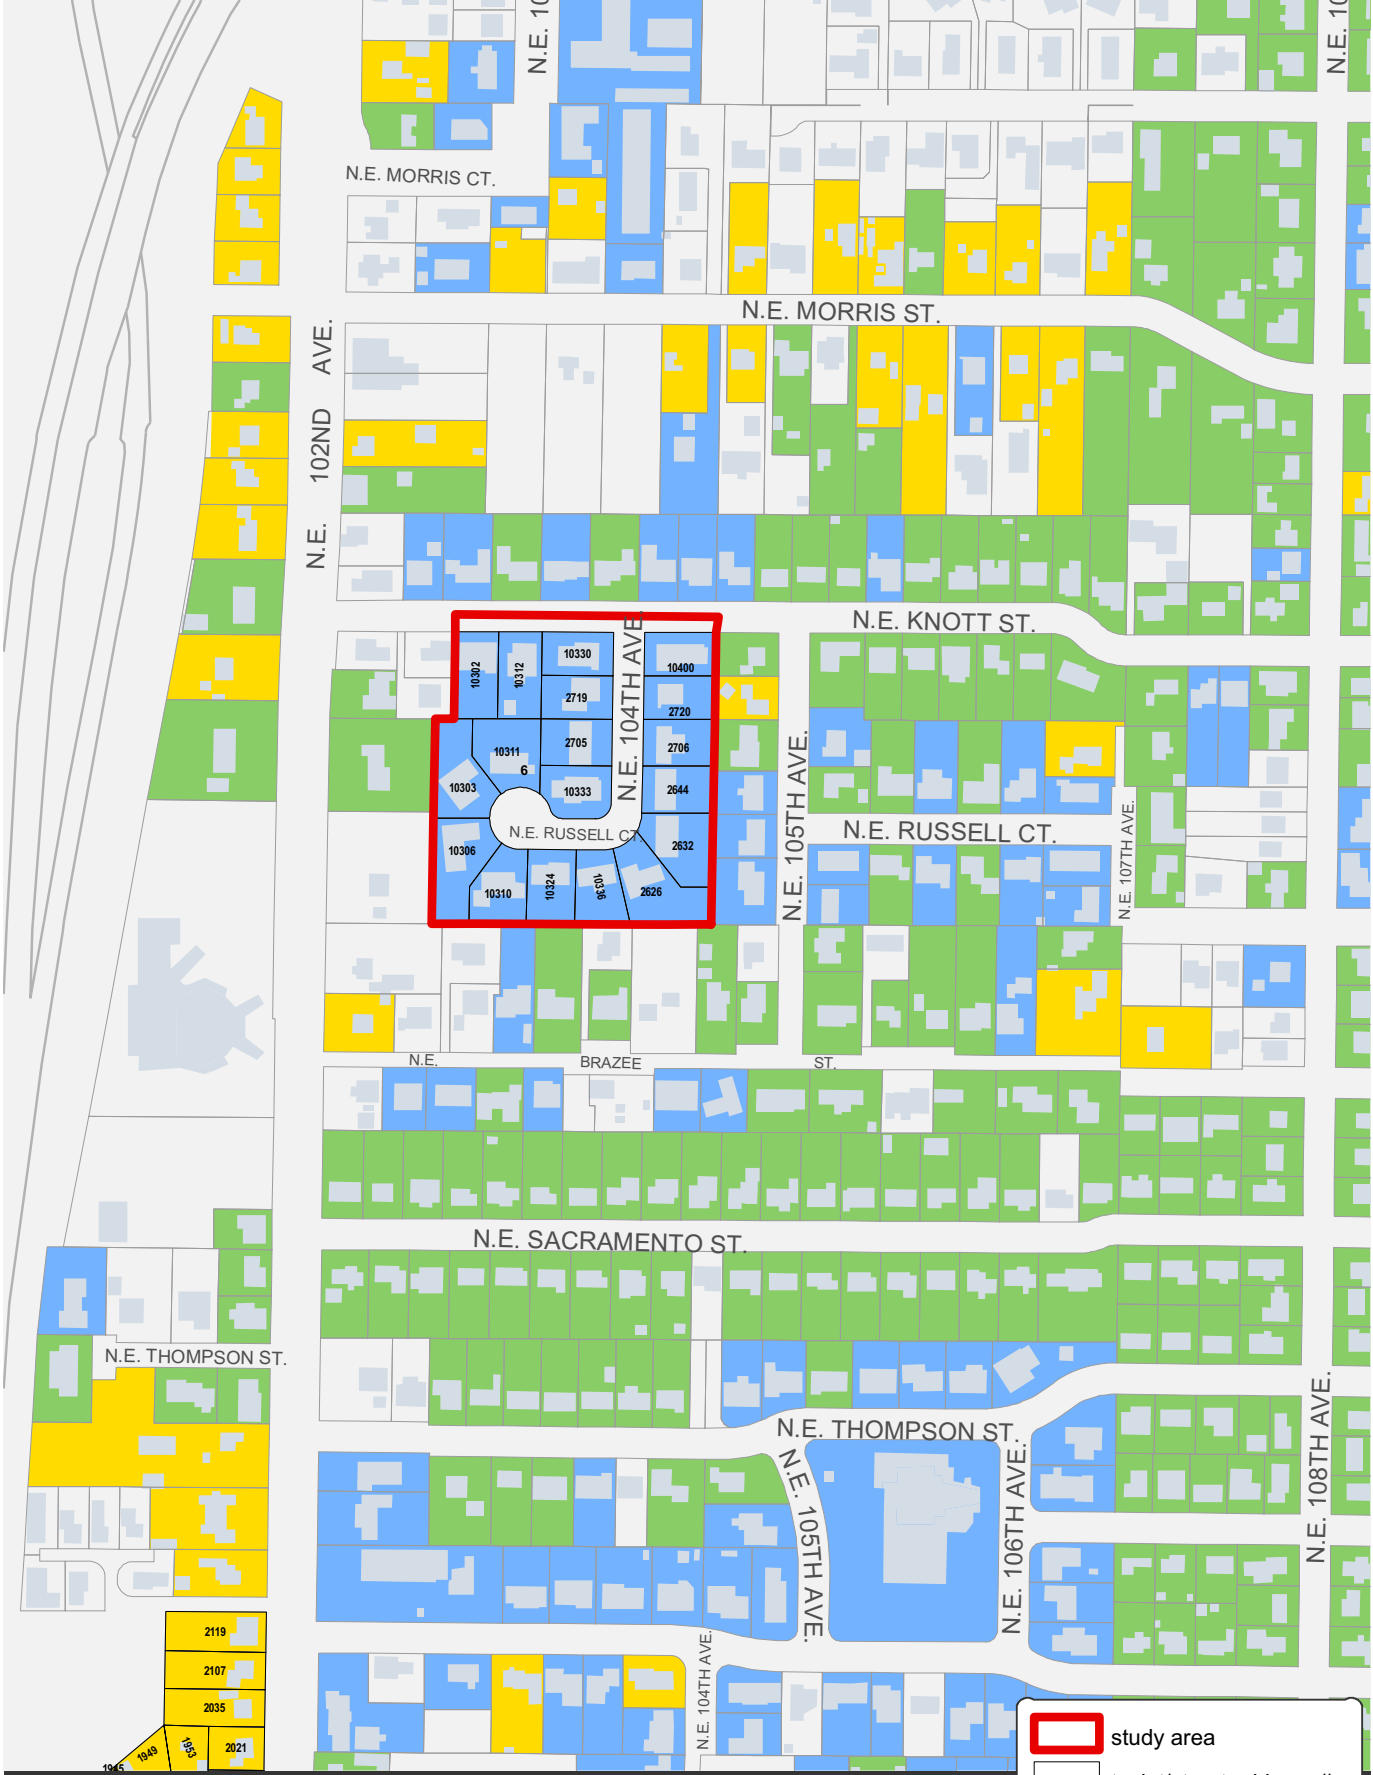 N.E. 10
N.E. 10
N.E. MORRIS CT.
N.E. MORRIS ST.
N.E. 102ND AVE.
N.E. KNOTT ST.
N.E. 104TH AVE.
10302
10312
10330
10400
2719
2720
10311
6
2705
2706
10303
10333
2644
N.E. RUSSELL CT.
N.E. RUSSELL CT.
10306
2632
10310
10324
10336
2626
N.E. 105TH AVE.
N.E. 107TH AVE.
N.E. BRAZEE ST.
N.E. SACRAMENTO ST.
N.E. THOMPSON ST.
N.E. THOMPSON ST.
N.E. 105TH AVE.
N.E. 106TH AVE.
N.E. 108TH AVE.
2119
2107
2035
2021
1953
1949
1945
N.E. 104TH AVE.
study area